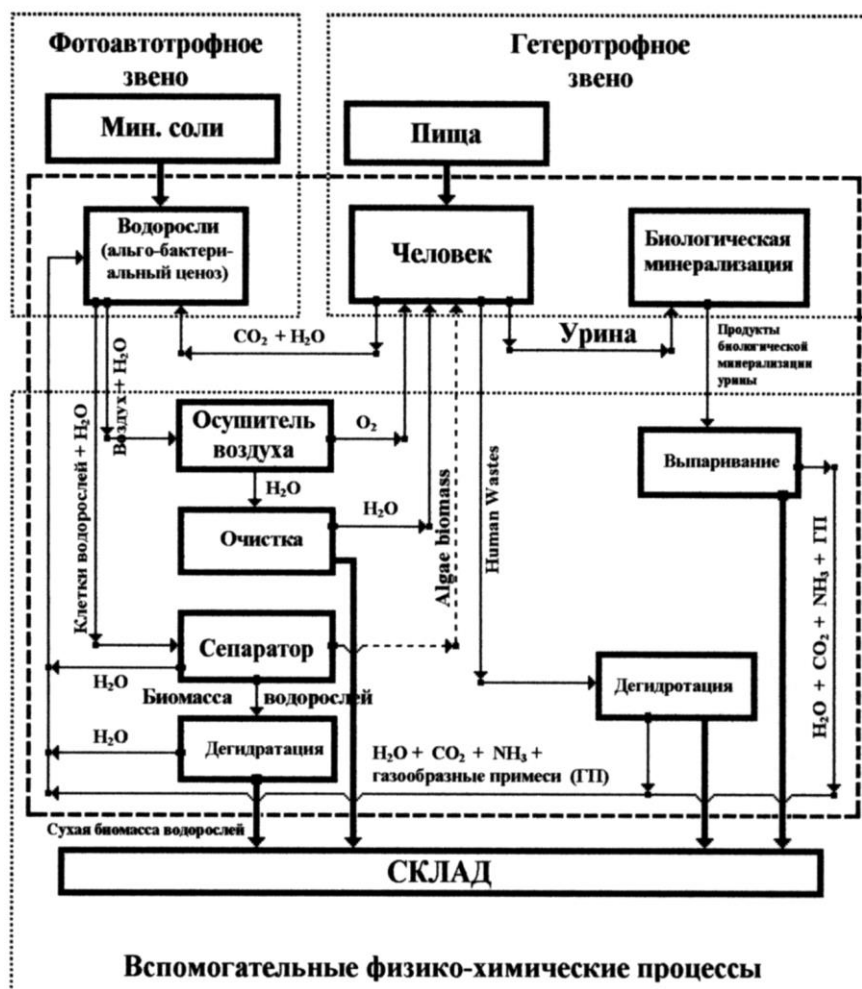 Фотоавтотрофное
звено
Гетеротрофное
звено
Мин. соли
Пища
Водоросли
(альго-бактери-
альный ценоз)
Человек
Биологическая
минерализация
CO₂ + H₂O
Урина
Продукты
биологической
минерализации
урины
Клетки водорослей + H₂O
Воздух + H₂O
Осушитель
воздуха
O₂
Выпаривание
H₂O
Очистка
H₂O
Algae biomass
Human Wastes
H₂O + CO₂ + NH₃ + ГП
Сепаратор
H₂O
Биомасса водорослей
Дегидротация
H₂O
Дегидратация
H₂O + CO₂ + NH₃ +
газообразные примеси (ГП)
Сухая биомасса водорослей
СКЛАД
Вспомогательные физико-химические процессы